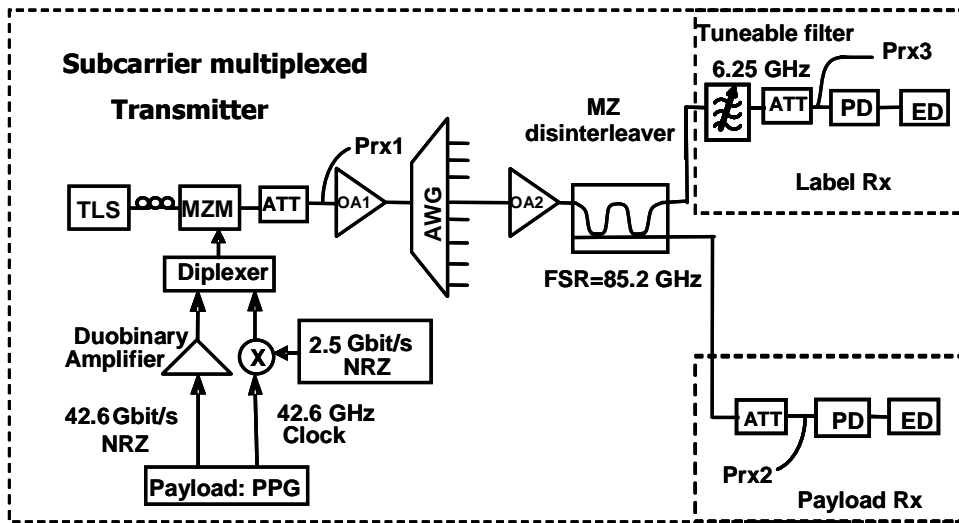 Subcarrier multiplexed
Transmitter
TLS
MZM
ATT
Prx1
OA1
AWG
OA2
MZ
disinterleaver
FSR=85.2 GHz
Diplexer
Duobinary
Amplifier
X
2.5 Gbit/s
NRZ
42.6 Gbit/s
NRZ
42.6 GHz
Clock
Payload: PPG
Tuneable filter
6.25 GHz
Prx3
ATT
PD
ED
Label Rx
ATT
PD
ED
Prx2
Payload Rx